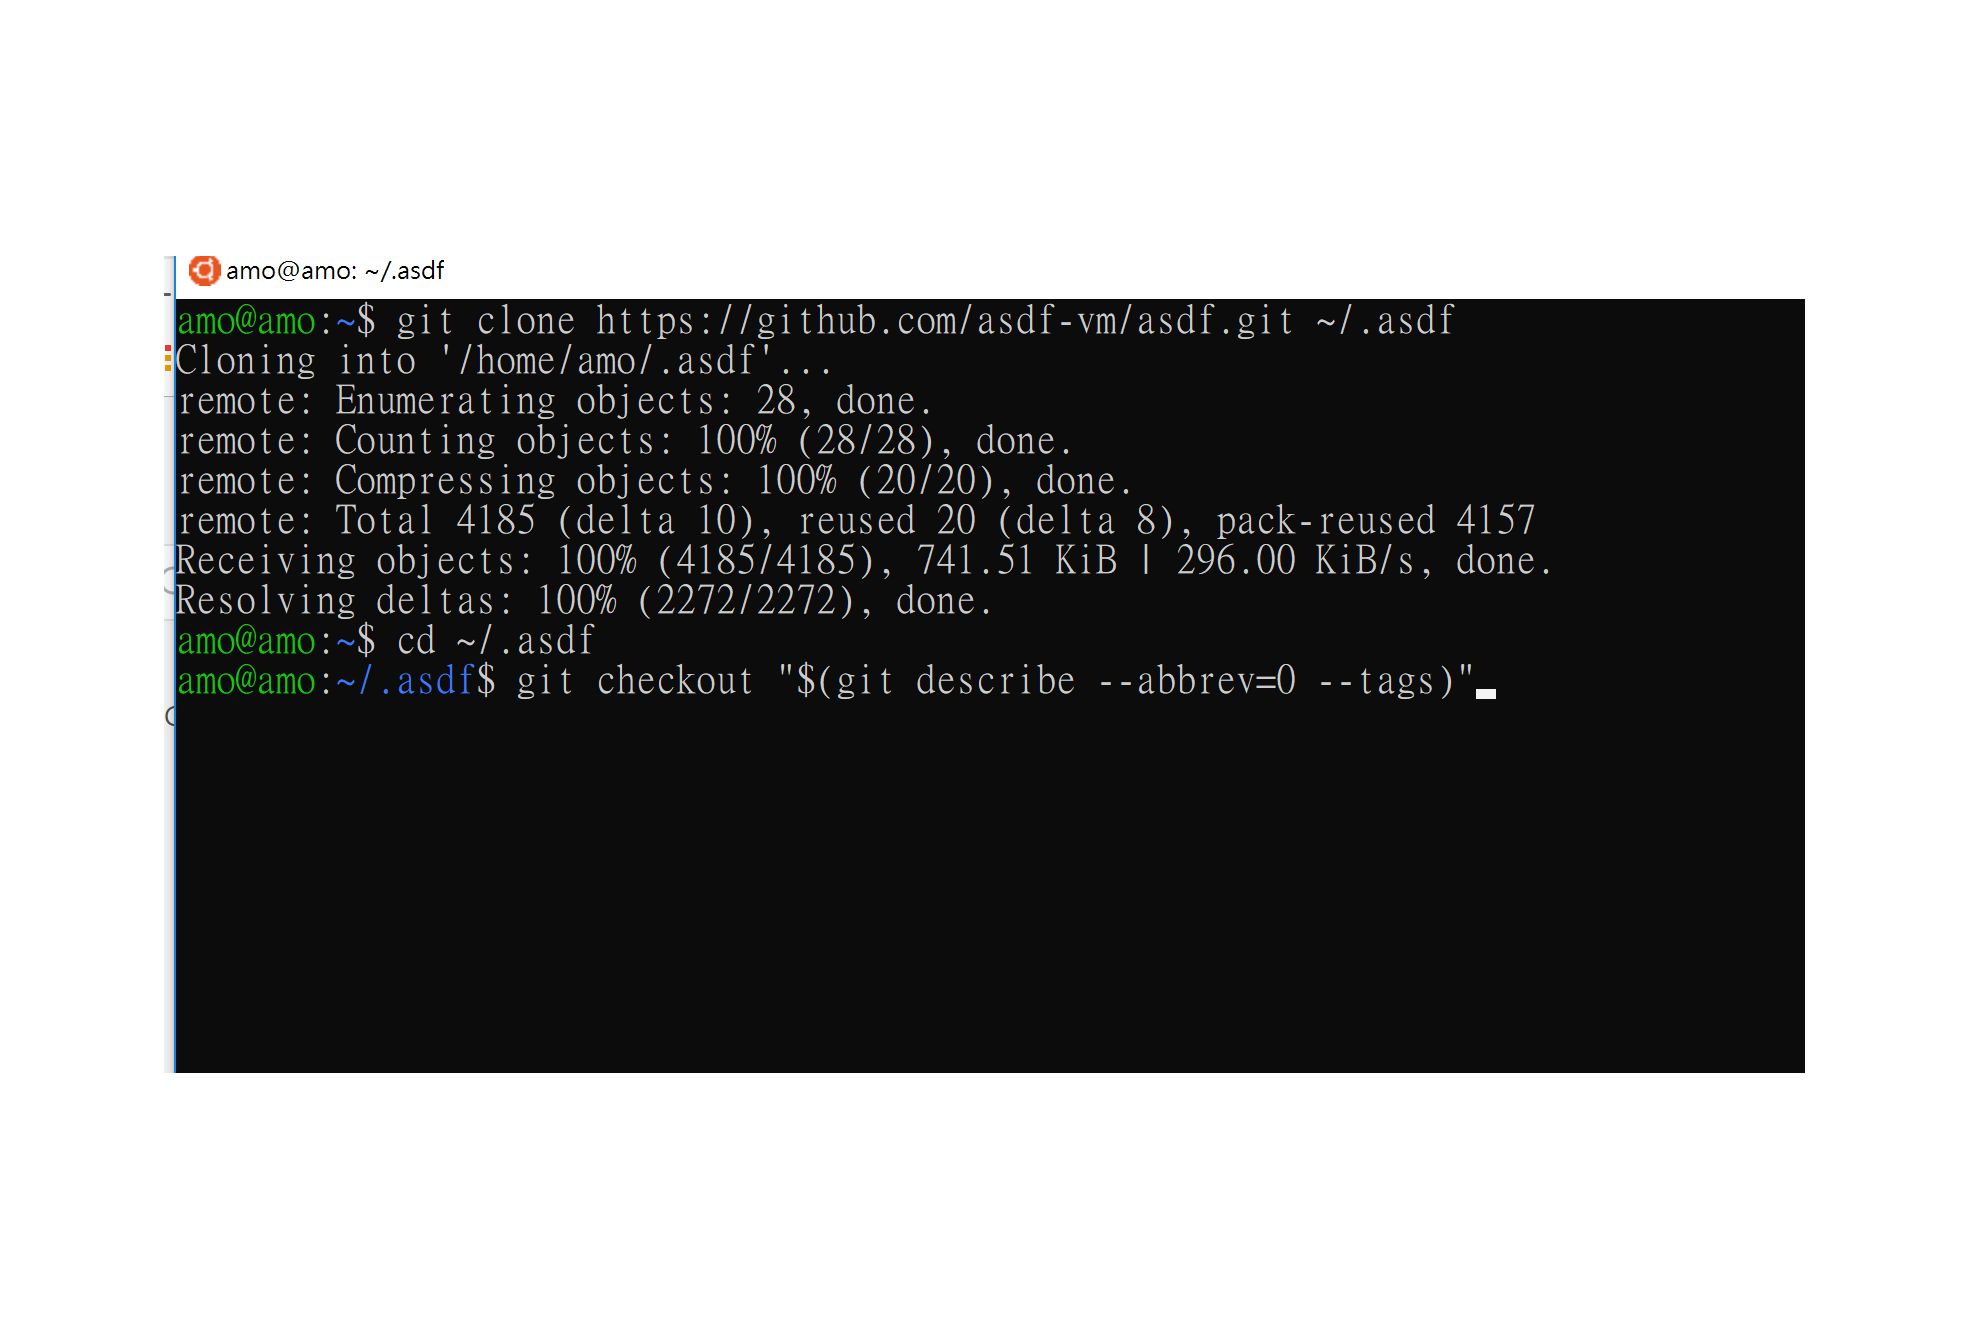 amo@amo: ~/.asdf
amo@amo:~$ git clone https://github.com/asdf-vm/asdf.git ~/.asdf
Cloning into '/home/amo/.asdf'...
remote: Enumerating objects: 28, done.
remote: Counting objects: 100% (28/28), done.
remote: Compressing objects: 100% (20/20), done.
remote: Total 4185 (delta 10), reused 20 (delta 8), pack-reused 4157
Receiving objects: 100% (4185/4185), 741.51 KiB | 296.00 KiB/s, done.
Resolving deltas: 100% (2272/2272), done.
amo@amo:~$ cd ~/.asdf
amo@amo:~/.asdf$ git checkout "$(git describe --abbrev=0 --tags)"